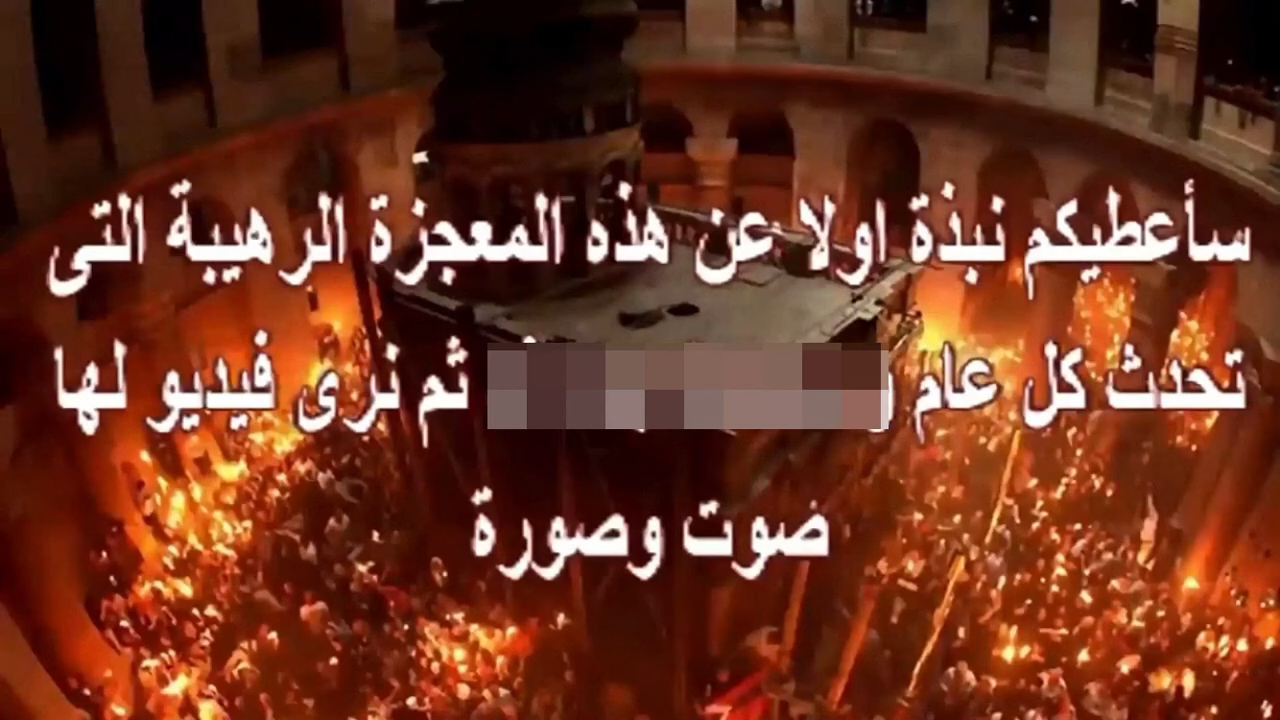 سأعطيكم نبذة اولا عن هذه المعجزة الرهيبة التى
تحدث كل عام ثم نرى فيديو لها
صوت وصورة